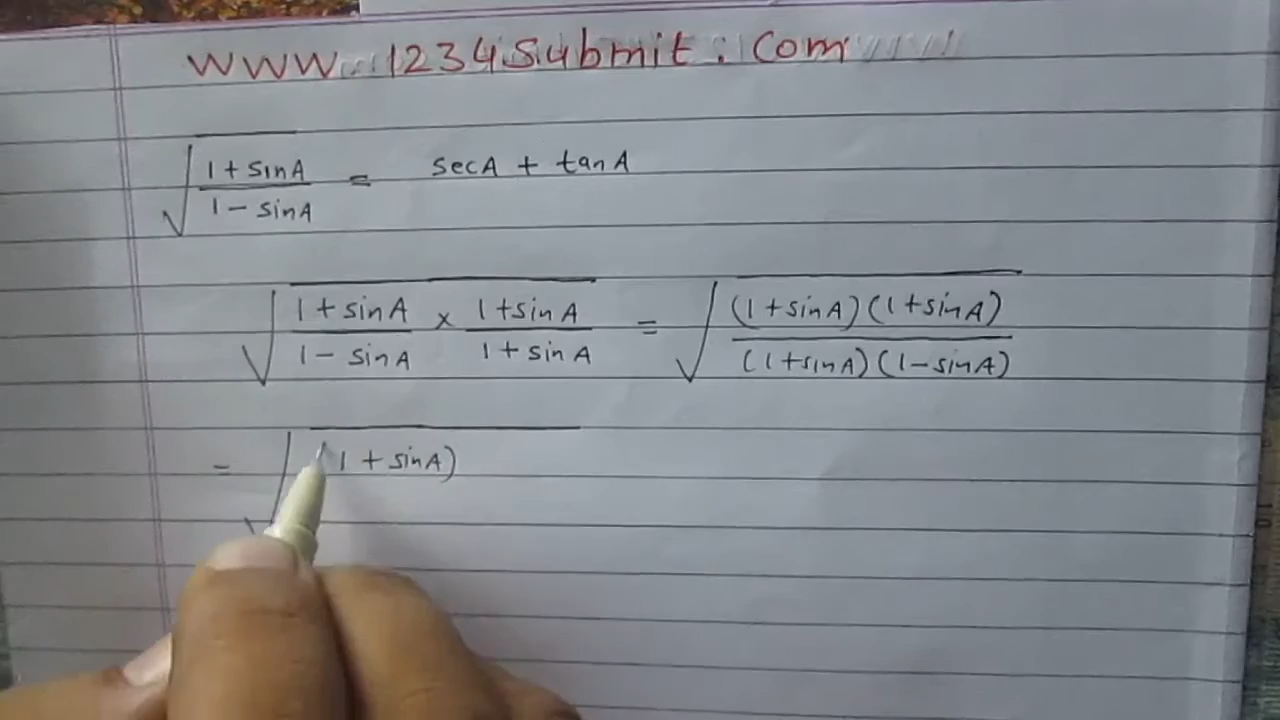 www.1234submit.com
√((1 + sinA)/(1 - sinA)) = secA + tanA
√((1 + sinA)/(1 - sinA) × (1 + sinA)/(1 + sinA)) = √(((1 + sinA)(1 + sinA))/((1 + sinA)(1 - sinA)))
= √(1 + sinA)